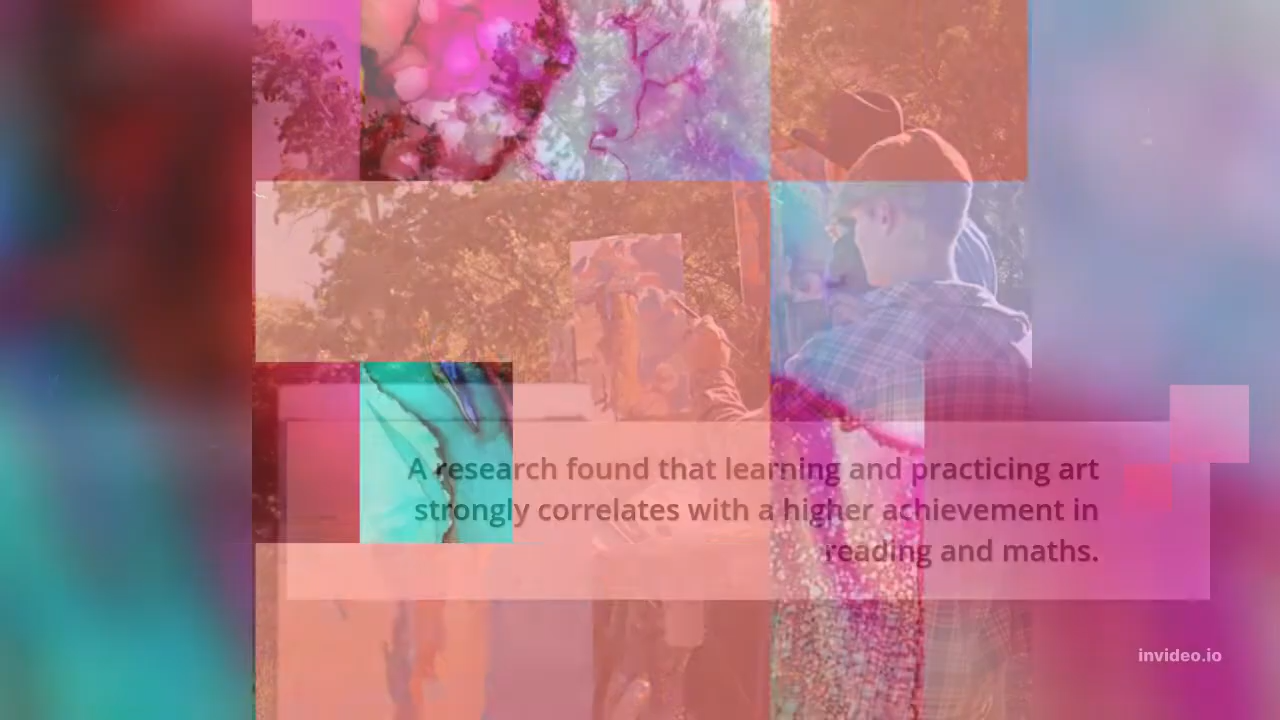 A research found that learning and practicing art
strongly correlates with a higher achievement in
reading and maths.
invideo.io